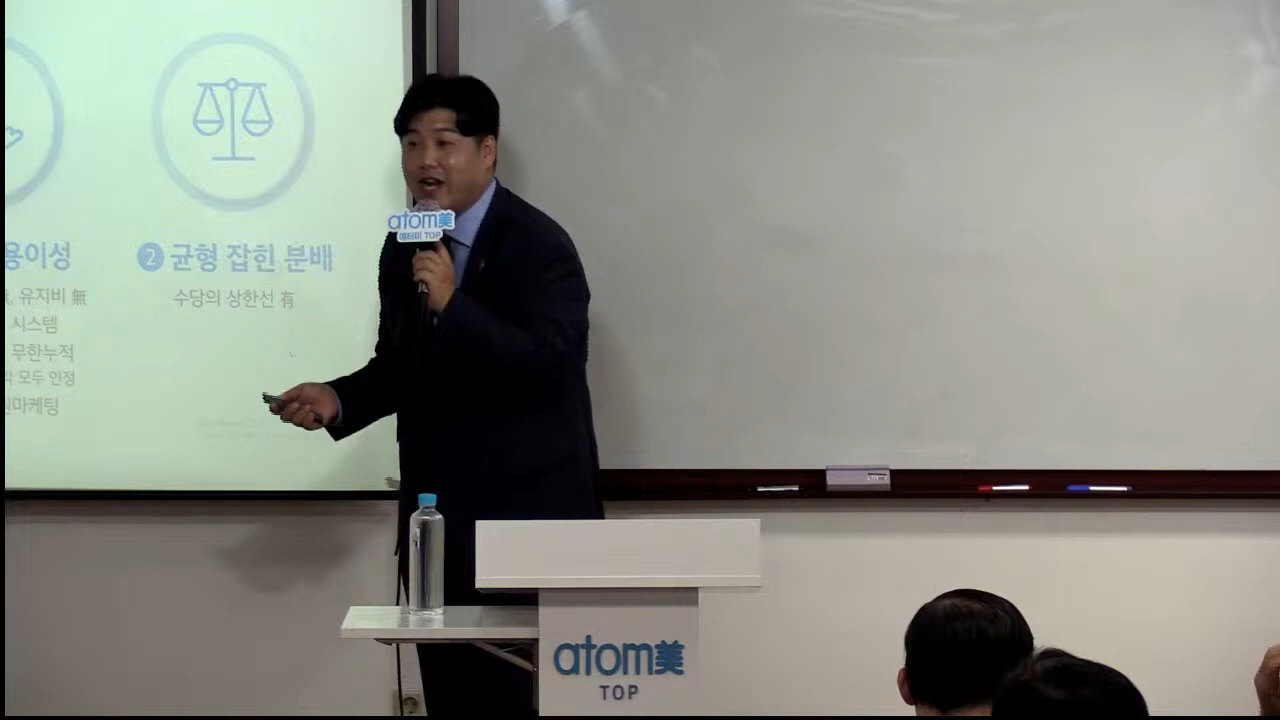 용이성
유지비 無
시스템
무한누적
모두 인정
마케팅
2 균형 잡힌 분배
수당의 상한선 有
atom美
애터미 TOP
atom美
TOP